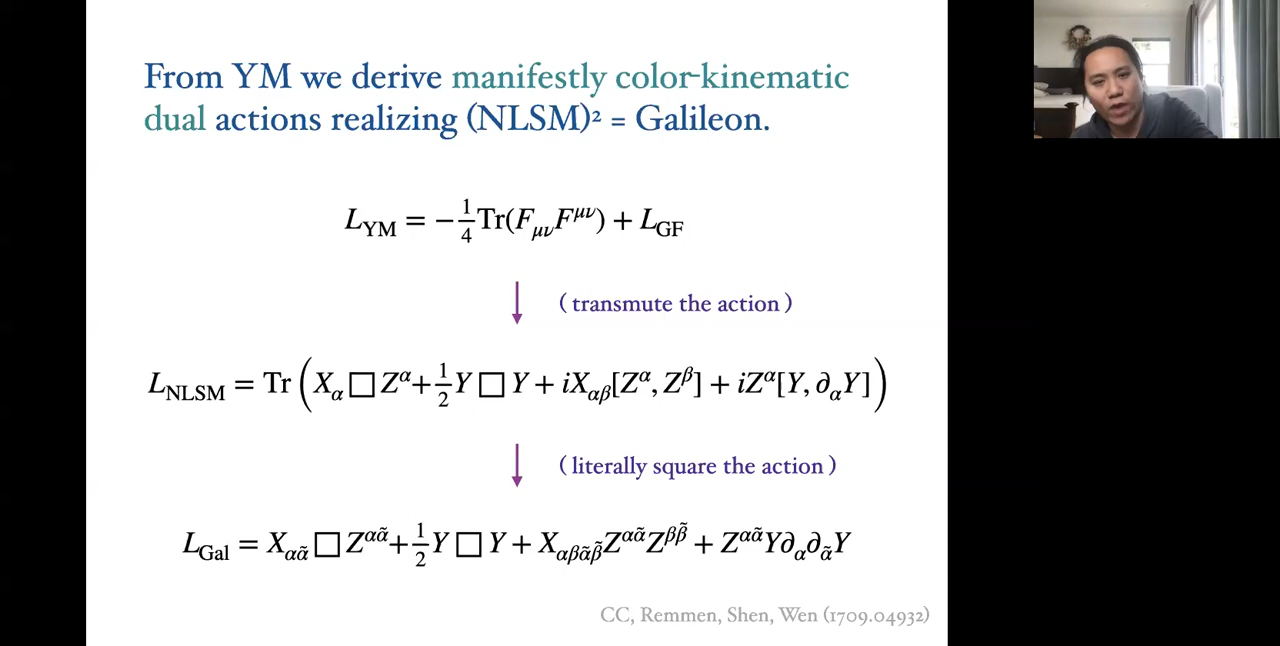 From YM we derive manifestly color-kinematic
dual actions realizing (NLSM)² = Galileon.
L_YM = −1/4 Tr(F_μν F^μν) + L_GF
( transmute the action )
L_NLSM = Tr ( X_α □ Z^α + 1/2 Y □ Y + iX_αβ[Z^α, Z^β] + iZ^α[Y, ∂_αY] )
( literally square the action )
L_Gal = X_αα̃ □ Z^αα̃ + 1/2 Y □ Y + X_αβα̃β̃ Z^αα̃ Z^ββ̃ + Z^αα̃ Y∂_α∂_α̃Y
CC, Remmen, Shen, Wen (1709.04932)